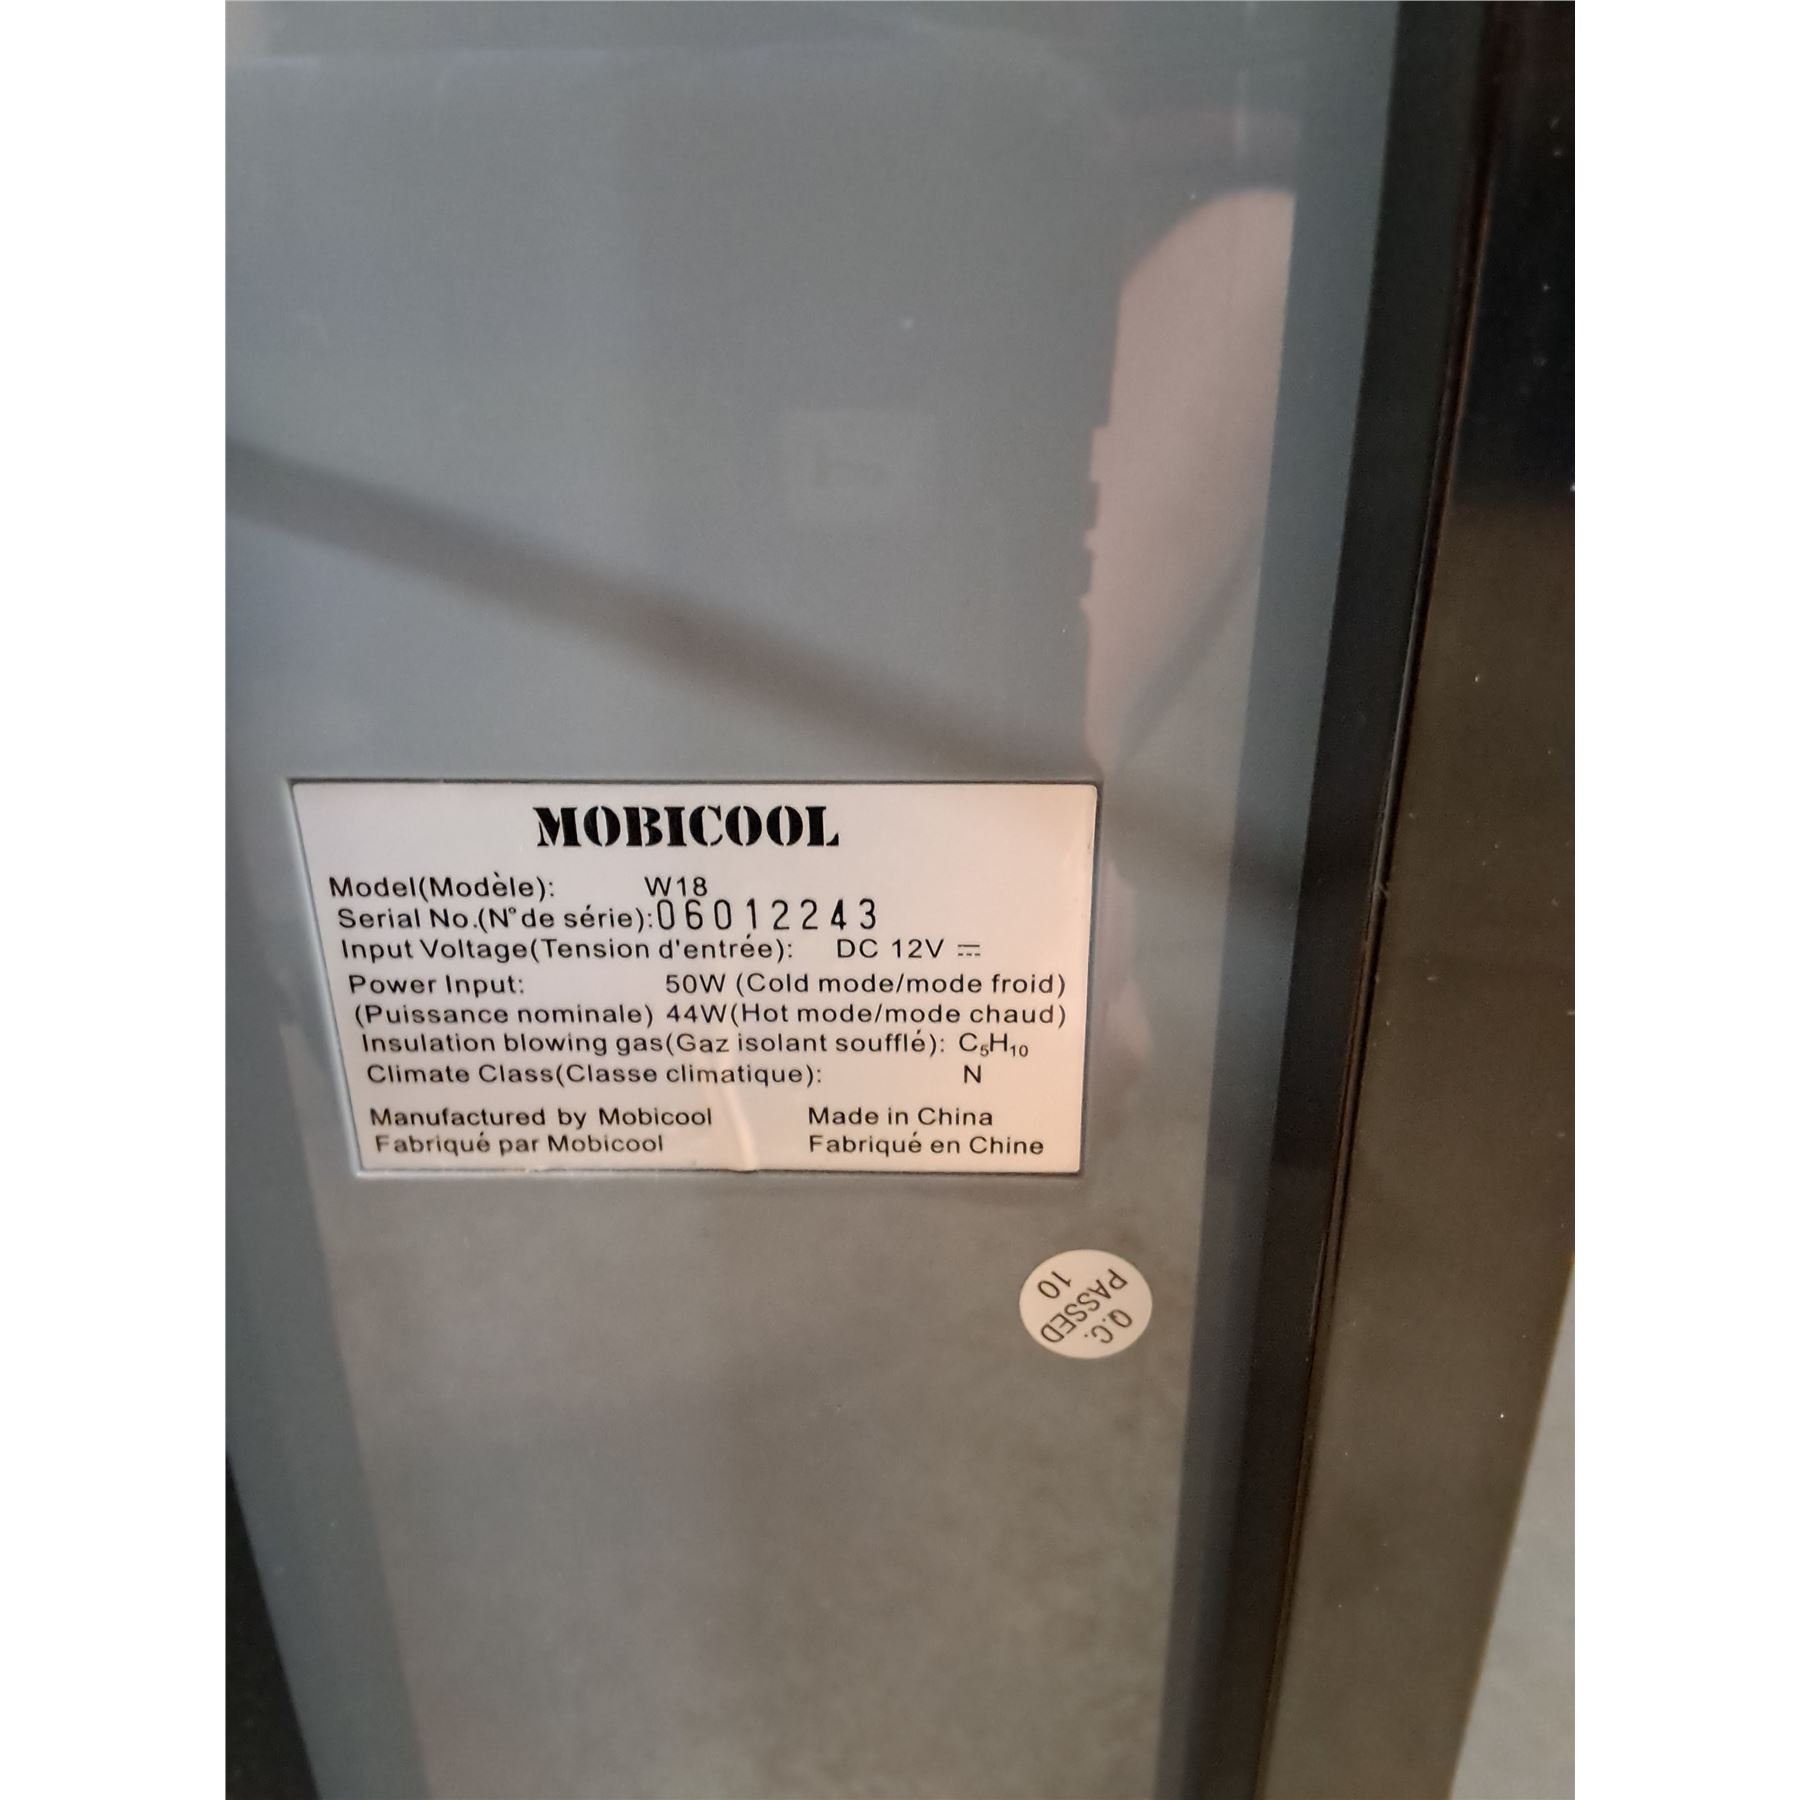 MOBICOOL
Model(Modèle): W18
Serial No.(N° de série):06012243
Input Voltage(Tension d'entrée): DC 12V ⎓
Power Input: 50W (Cold mode/mode froid)
(Puissance nominale) 44W(Hot mode/mode chaud)
Insulation blowing gas(Gaz isolant soufflé): C₅H₁₀
Climate Class(Classe climatique): N
Manufactured by Mobicool Made in China
Fabriqué par Mobicool Fabriqué en Chine
Q.C.
PASSED
10